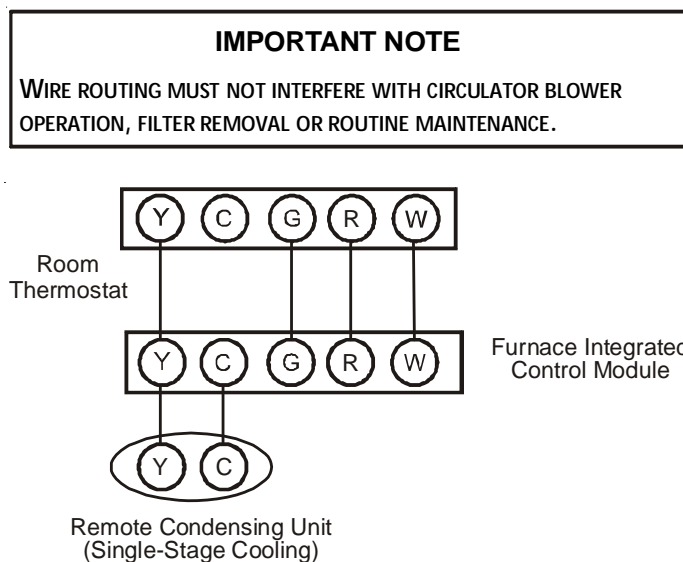 IMPORTANT NOTE
WIRE ROUTING MUST NOT INTERFERE WITH CIRCULATOR BLOWER
OPERATION, FILTER REMOVAL OR ROUTINE MAINTENANCE.
Y C G R W
Room
Thermostat
Y C G R W
Furnace Integrated
Control Module
Y C
Remote Condensing Unit
(Single-Stage Cooling)